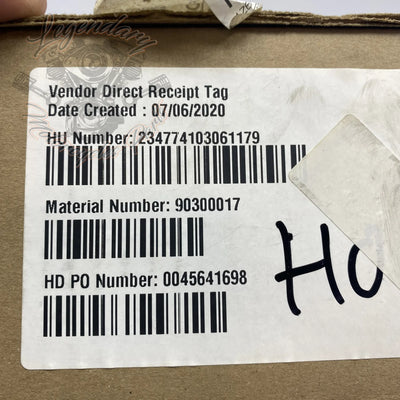 Legendary
Vendor Direct Receipt Tag
Date Created : 07/06/2020
HU Number: 234774103061179
Material Number: 90300017
HD PO Number: 0045641698